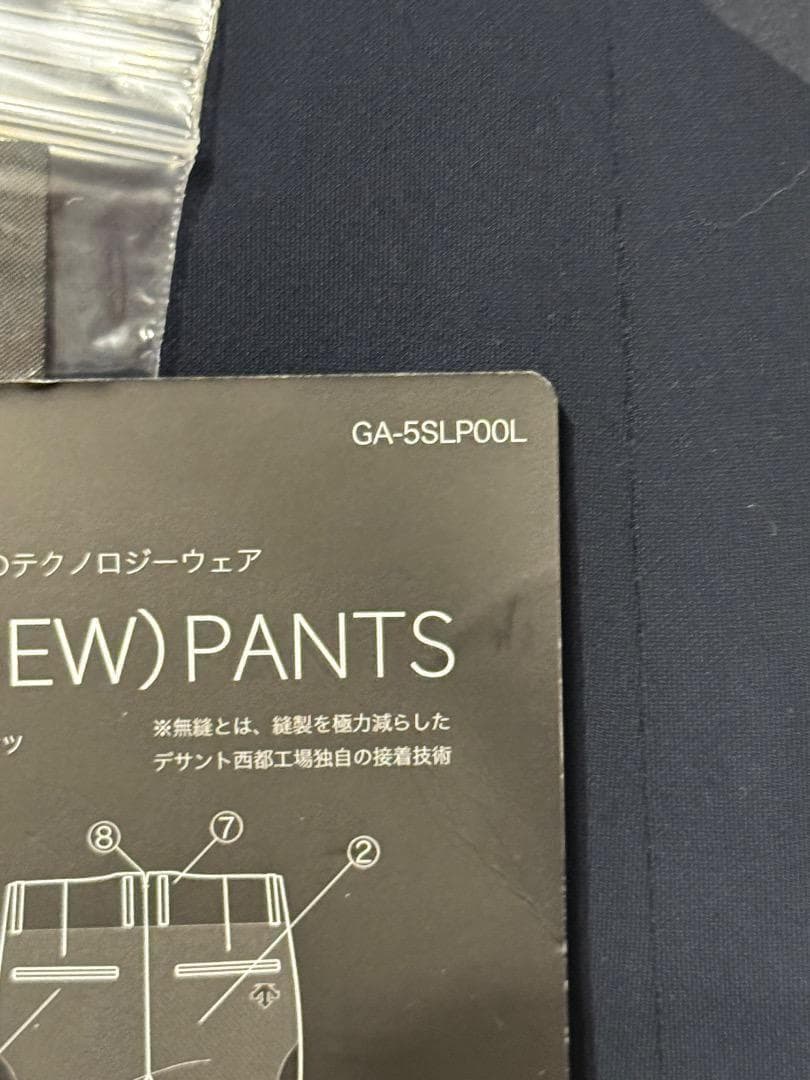 GA-5SLP00L
のテクノロジーウェア
EW) PANTS
ツ
※無縫とは、縫製を極力減らした
デサント西都工場独自の接着技術
⑧
⑦
②